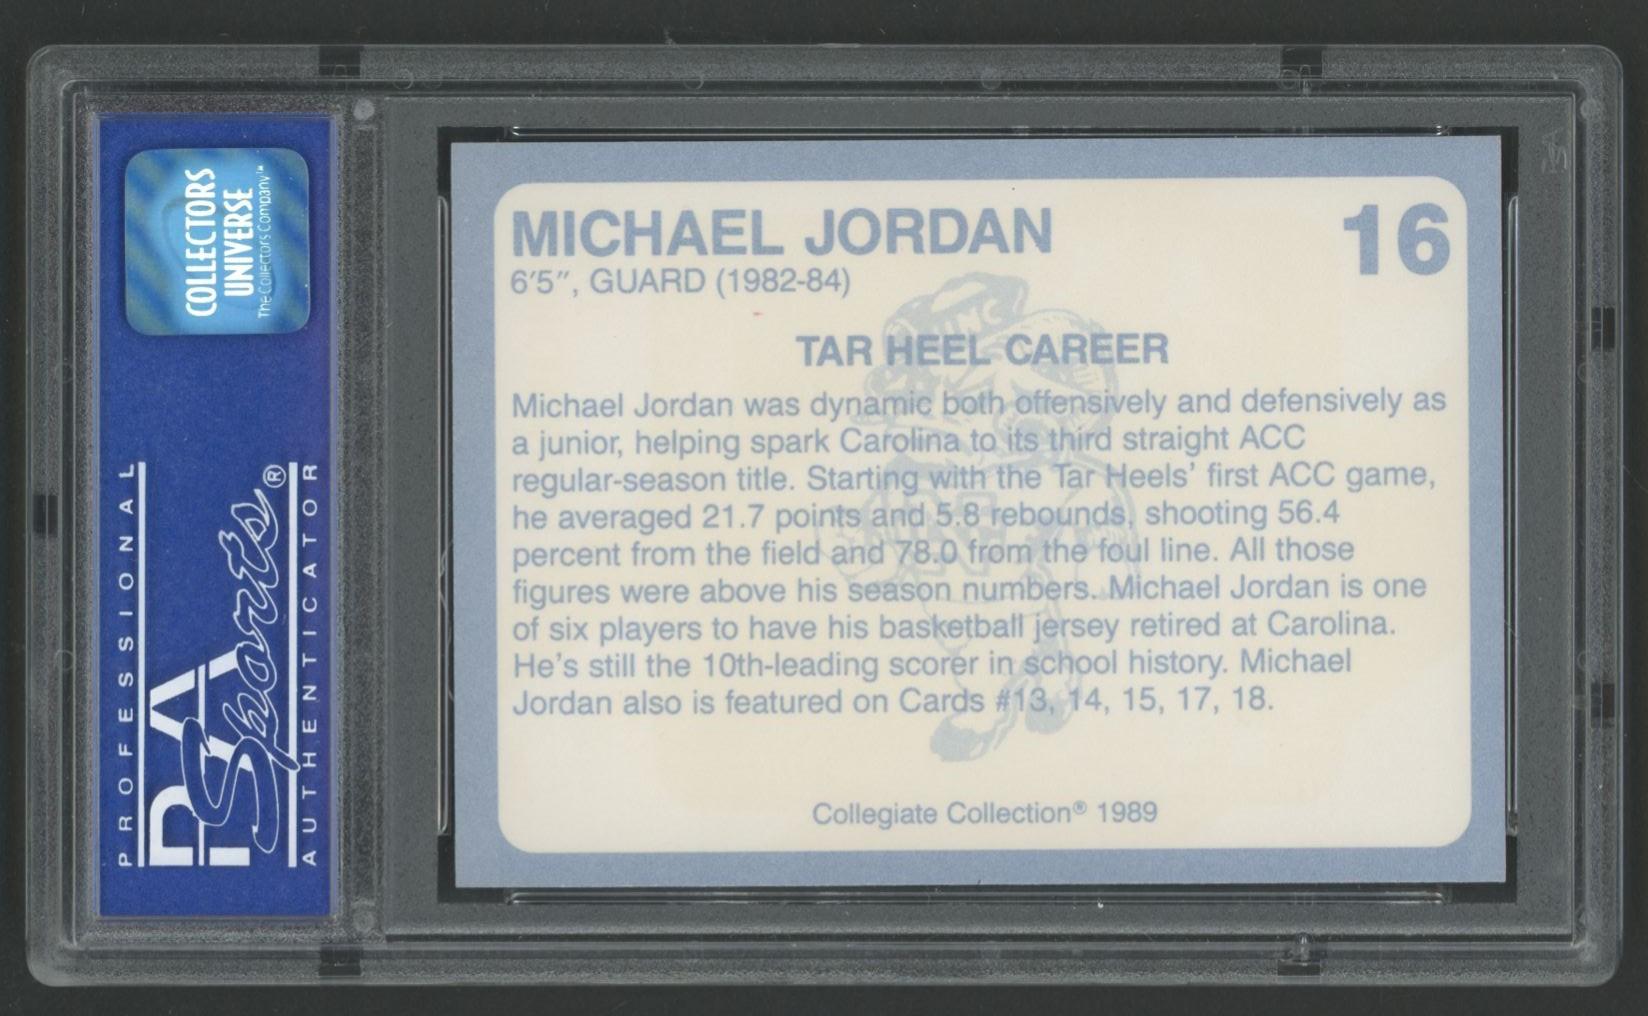 COLLECTORS
UNIVERSE
The Collectors Company™
PROFESSIONAL
PSA
Sports®
AUTHENTICATOR
MICHAEL JORDAN
16
6'5", GUARD (1982-84)
UNC
TAR HEEL CAREER
Michael Jordan was dynamic both offensively and defensively as
a junior, helping spark Carolina to its third straight ACC
regular-season title. Starting with the Tar Heels' first ACC game,
he averaged 21.7 points and 5.8 rebounds, shooting 56.4
percent from the field and 78.0 from the foul line. All those
figures were above his season numbers. Michael Jordan is one
of six players to have his basketball jersey retired at Carolina.
He's still the 10th-leading scorer in school history. Michael
Jordan also is featured on Cards #13, 14, 15, 17, 18.
Collegiate Collection® 1989